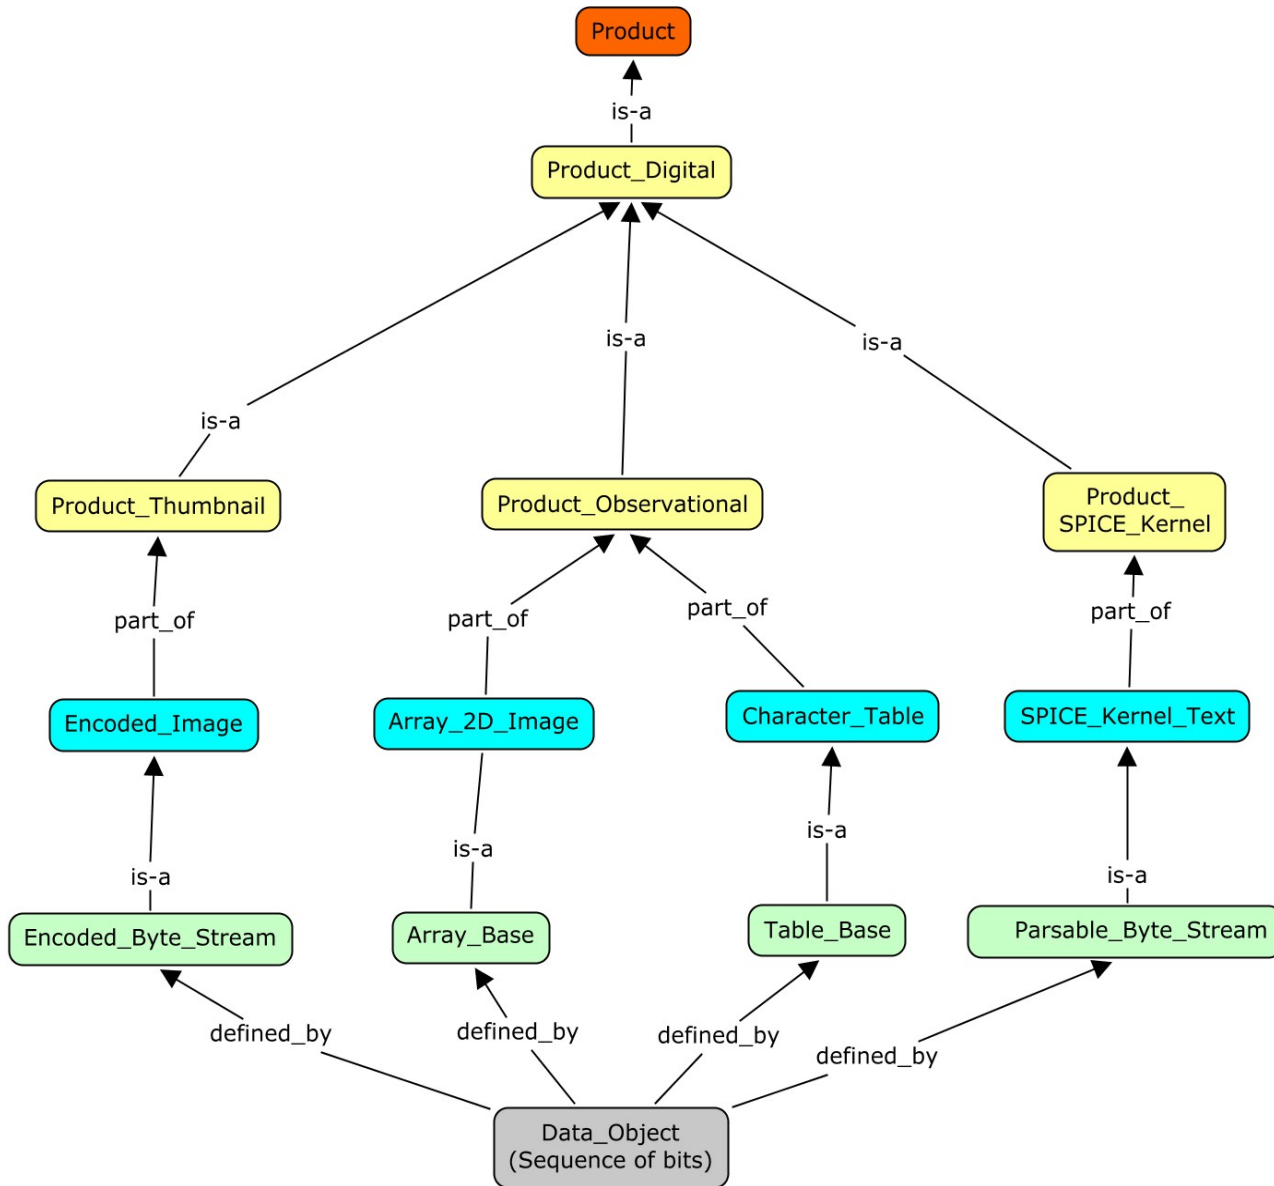 Product
is-a
Product_Digital
is-a
is-a
is-a
Product_Thumbnail
Product_Observational
Product_
SPICE_Kernel
part_of
part_of
part_of
part_of
Encoded_Image
Array_2D_Image
Character_Table
SPICE_Kernel_Text
is-a
is-a
is-a
is-a
Encoded_Byte_Stream
Array_Base
Table_Base
Parsable_Byte_Stream
defined_by
defined_by
defined_by
defined_by
Data_Object
(Sequence of bits)